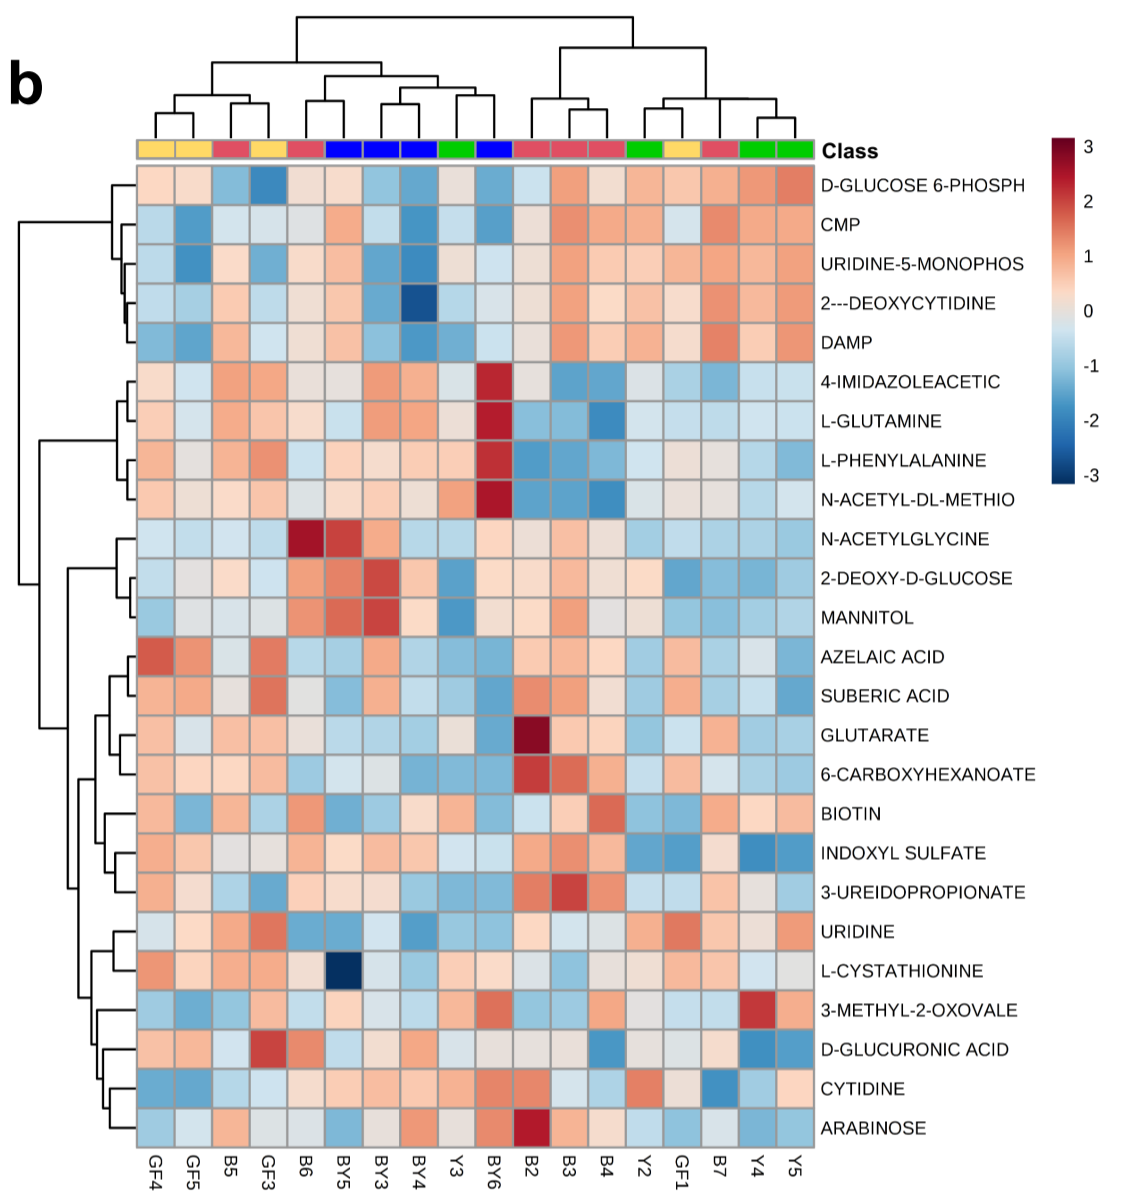 b
Class
D-GLUCOSE 6-PHOSPH
CMP
URIDINE-5-MONOPHOS
2---DEOXYCYTIDINE
DAMP
4-IMIDAZOLEACETIC
L-GLUTAMINE
L-PHENYLALANINE
N-ACETYL-DL-METHIO
N-ACETYLGLYCINE
2-DEOXY-D-GLUCOSE
MANNITOL
AZELAIC ACID
SUBERIC ACID
GLUTARATE
6-CARBOXYHEXANOATE
BIOTIN
INDOXYL SULFATE
3-UREIDOPROPIONATE
URIDINE
L-CYSTATHIONINE
3-METHYL-2-OXOVALE
D-GLUCURONIC ACID
CYTIDINE
ARABINOSE
3
2
1
0
-1
-2
-3
GF4 GF5 B5 GF3 B6 BY5 BY3 BY4 Y3 BY6 B2 B3 B4 Y2 GF1 B7 Y4 Y5